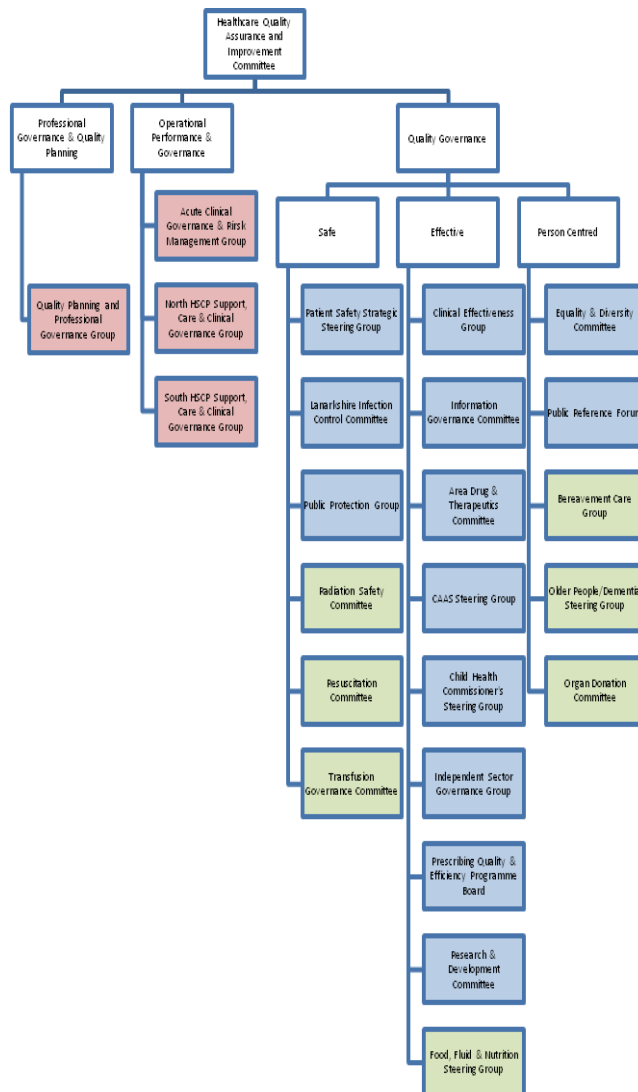 Healthcare Quality
Assurance and
Improvement
Committee
Professional
Governance & Quality
Planning
Operational
Performance &
Governance
Quality Governance
Acute Clinical
Governance & Rirsk
Management Group
Safe
Effective
Person Centred
Quality Planning and
Professional
Governance Group
North HSCP Support,
Care & Clinical
Governance Group
Patient Safety Strategic
Steering Group
Clinical Effectiveness
Group
Equality & Diversity
Committee
South HSCP Support,
Care & Clinical
Governance Group
Lanarkshire Infection
Control Committee
Information
Governance Committee
Public Reference Forum
Public Protection Group
Area Drug &
Therapeutics
Committee
Bereavement Care
Group
Radiation Safety
Committee
CAAS Steering Group
Older People/Dementia
Steering Group
Resuscitation
Committee
Child Health
Commissioner's
Steering Group
Organ Donation
Committee
Transfusion
Governance Committee
Independent Sector
Governance Group
Prescribing Quality &
Efficiency Programme
Board
Research &
Development
Committee
Food, Fluid & Nutrition
Steering Group